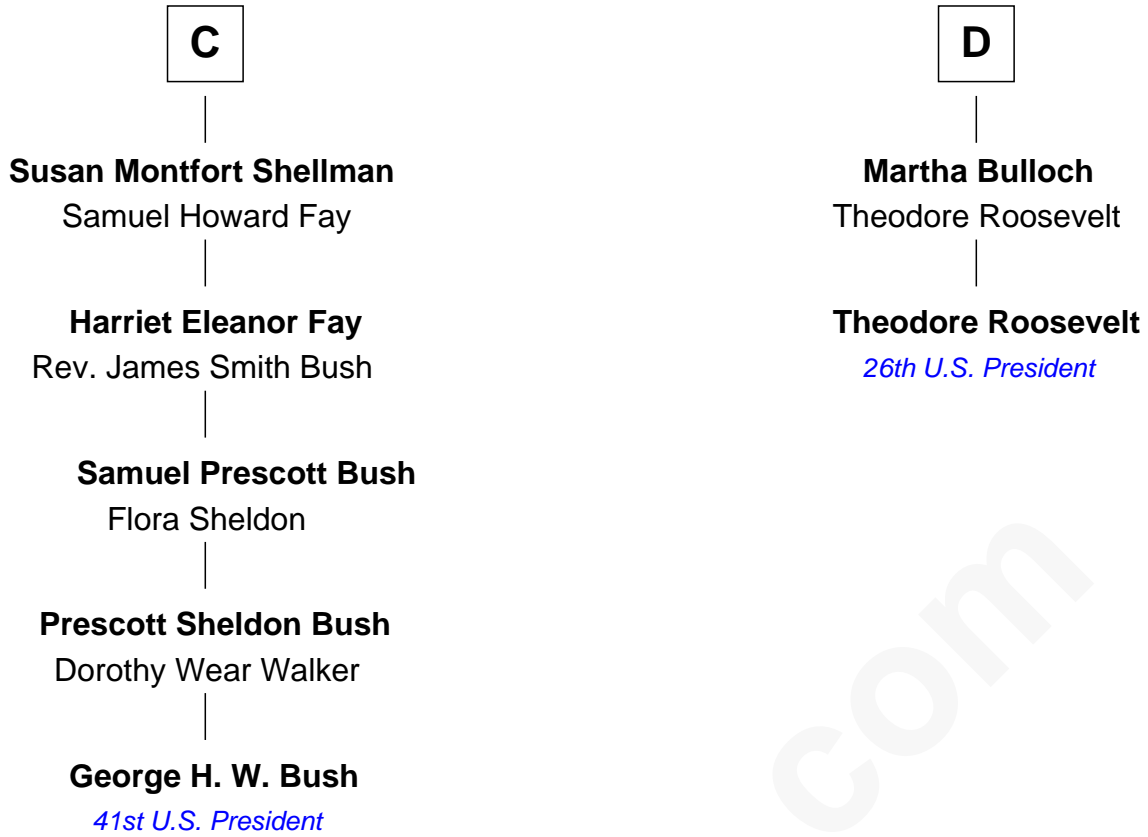 C
Susan Montfort Shellman
Samuel Howard Fay
Harriet Eleanor Fay
Rev. James Smith Bush
Samuel Prescott Bush
Flora Sheldon
Prescott Sheldon Bush
Dorothy Wear Walker
George H. W. Bush
41st U.S. President
D
Martha Bulloch
Theodore Roosevelt
Theodore Roosevelt
26th U.S. President
com